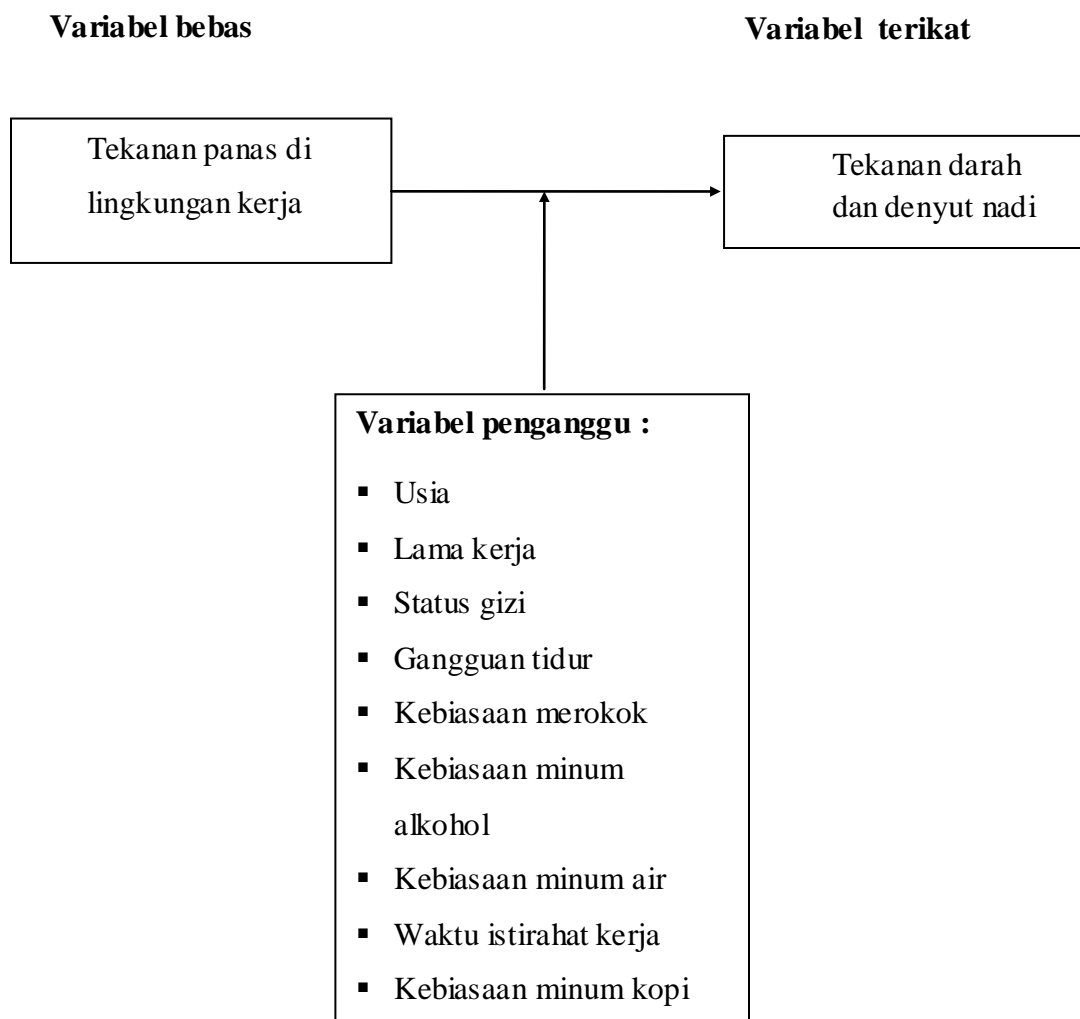 Variabel bebas
Variabel terikat
Tekanan panas di
lingkungan kerja
Tekanan darah
dan denyut nadi
Variabel penganggu :
▪ Usia
▪ Lama kerja
▪ Status gizi
▪ Gangguan tidur
▪ Kebiasaan merokok
▪ Kebiasaan minum
alkohol
▪ Kebiasaan minum air
▪ Waktu istirahat kerja
▪ Kebiasaan minum kopi